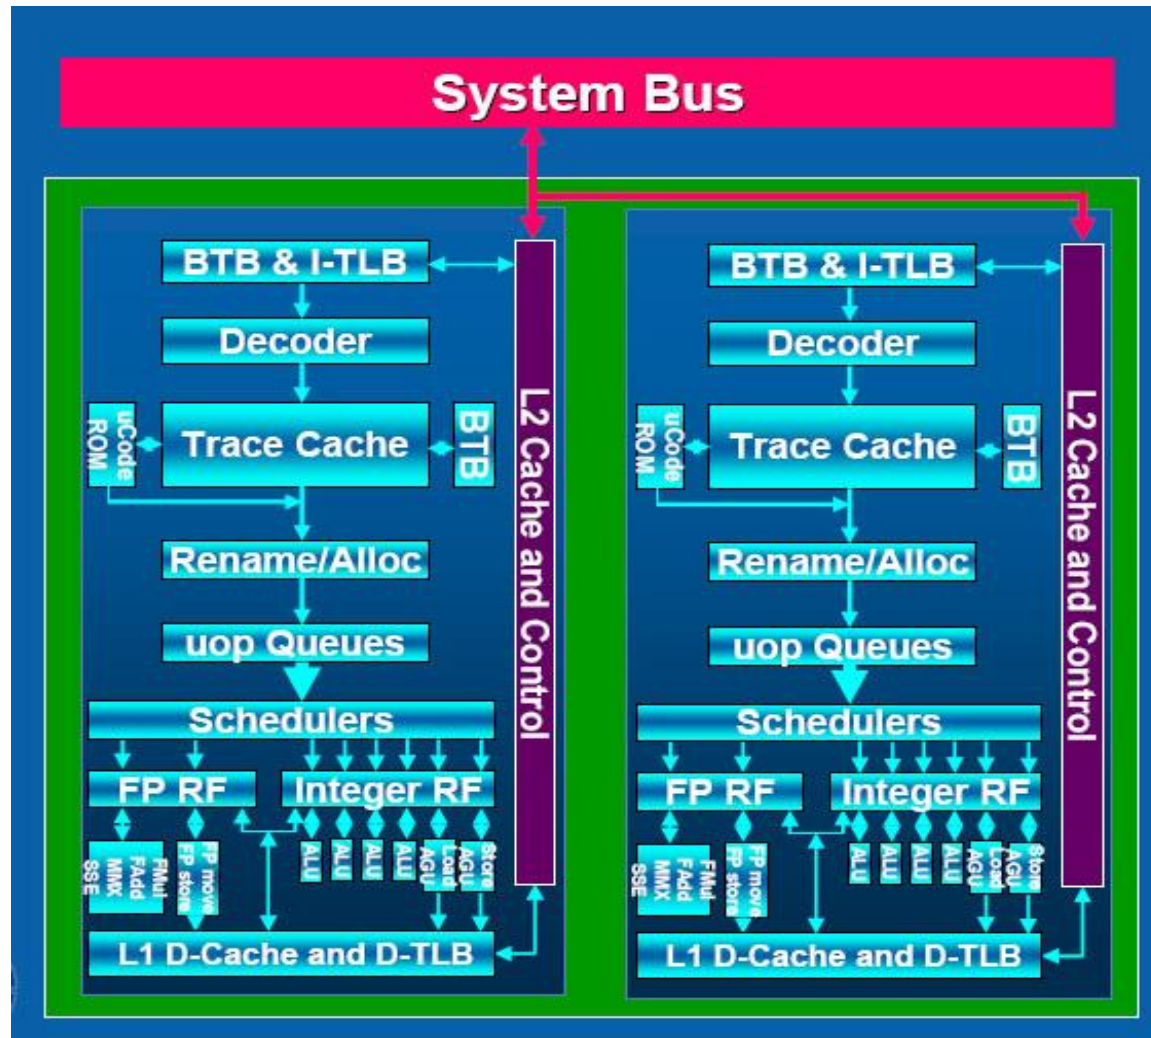 System Bus
BTB & I-TLB
Decoder
uCode
ROM
Trace Cache
BTB
Rename/Alloc
uop Queues
Schedulers
FP RF
Integer RF
FMul
FAdd
MMX
SSE
FP move
FP store
ALU
ALU
ALU
ALU
Load
AGU
Store
AGU
L1 D-Cache and D-TLB
L2 Cache and Control
BTB & I-TLB
Decoder
uCode
ROM
Trace Cache
BTB
Rename/Alloc
uop Queues
Schedulers
FP RF
Integer RF
FMul
FAdd
MMX
SSE
FP move
FP store
ALU
ALU
ALU
ALU
Load
AGU
Store
AGU
L1 D-Cache and D-TLB
L2 Cache and Control